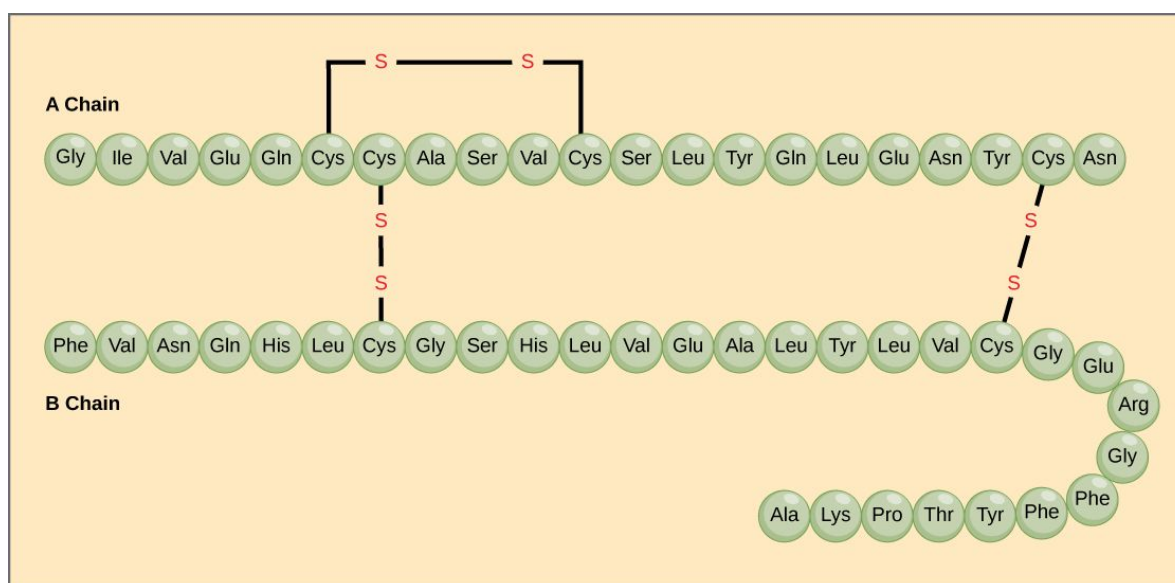 S S
A Chain
Gly Ile Val Glu Gln Cys Cys Ala Ser Val Cys Ser Leu Tyr Gln Leu Glu Asn Tyr Cys Asn
S S
S S
Phe Val Asn Gln His Leu Cys Gly Ser His Leu Val Glu Ala Leu Tyr Leu Val Cys Gly Glu
B Chain
Arg
Gly
Ala Lys Pro Thr Tyr Phe Phe